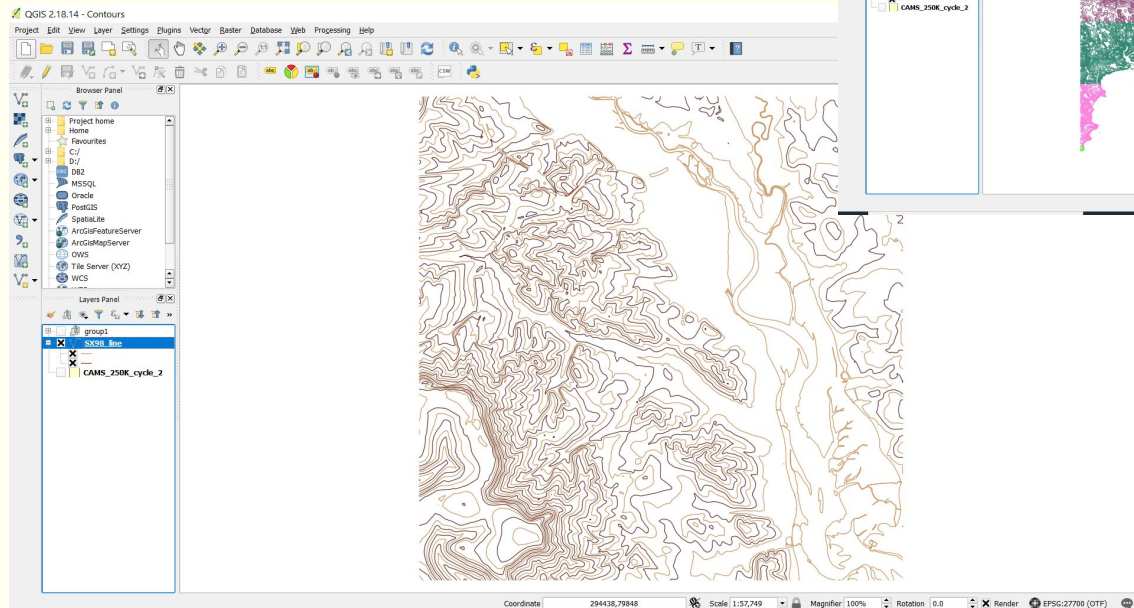 QGIS 2.18.14 - Contours
Project Edit View Layer Settings Plugins Vector Raster Database Web Processing Help
CAMS_250K_cycle_2
abc
abc
CSW
Browser Panel
Project home
Home
Favourites
C:/
D:/
DB2
MSSQL
Oracle
PostGIS
SpatiaLite
ArcGisFeatureServer
ArcGisMapServer
OWS
Tile Server (XYZ)
WCS
Layers Panel
group1
SX98_line
CAMS_250K_cycle_2
Coordinate 294438,79848 Scale 1:57,749 Magnifier 100% Rotation 0.0 Render EPSG:27700 (OTF)